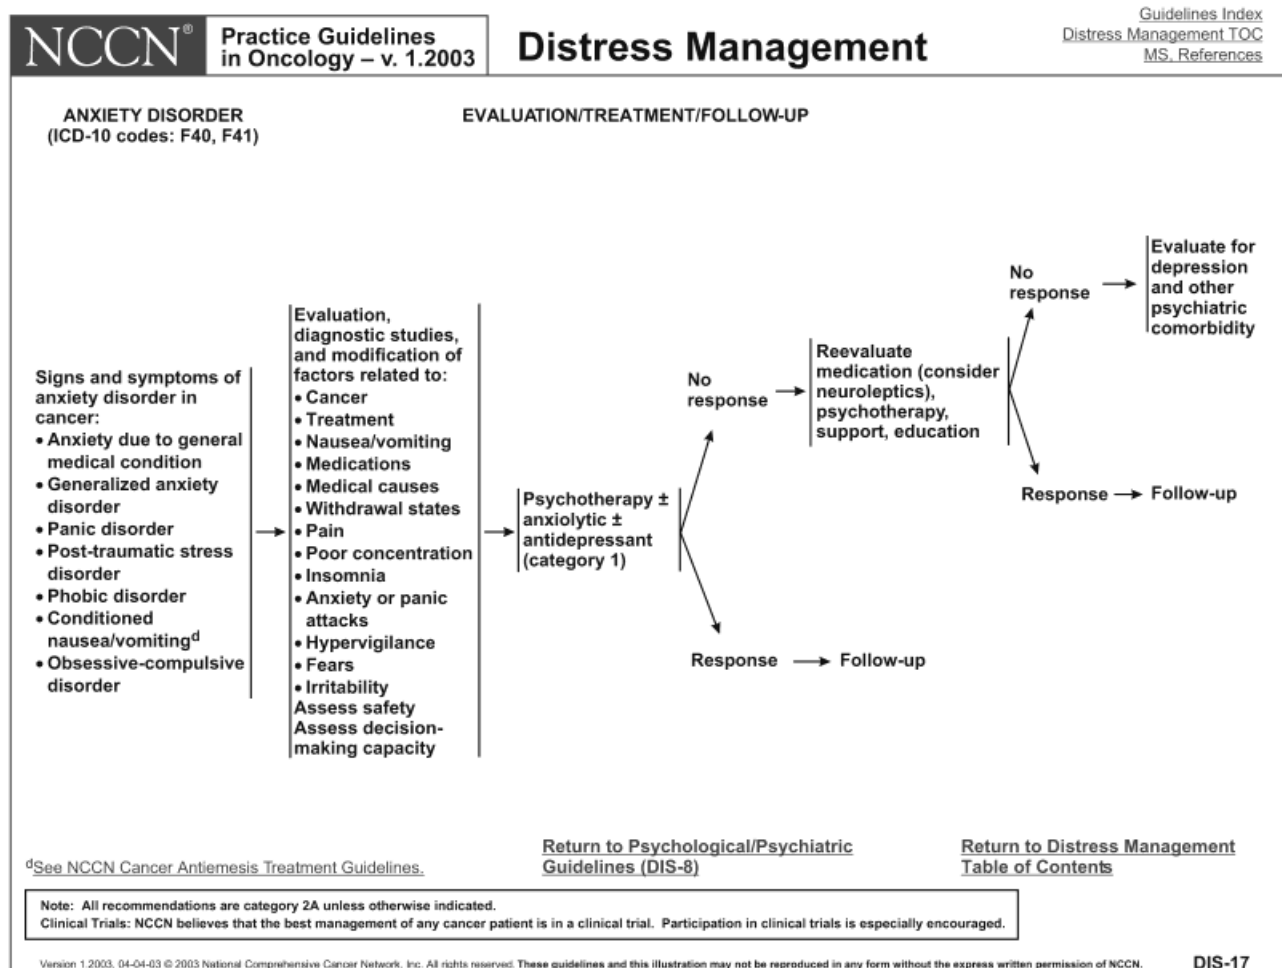 NCCN®
Practice Guidelines
in Oncology – v. 1.2003
Distress Management
Guidelines Index
Distress Management TOC
MS, References
ANXIETY DISORDER
(ICD-10 codes: F40, F41)
EVALUATION/TREATMENT/FOLLOW-UP
Signs and symptoms of
anxiety disorder in
cancer:
• Anxiety due to general
medical condition
• Generalized anxiety
disorder
• Panic disorder
• Post-traumatic stress
disorder
• Phobic disorder
• Conditioned
nausea/vomitingd
• Obsessive-compulsive
disorder
Evaluation,
diagnostic studies,
and modification of
factors related to:
• Cancer
• Treatment
• Nausea/vomiting
• Medications
• Medical causes
• Withdrawal states
• Pain
• Poor concentration
• Insomnia
• Anxiety or panic
attacks
• Hypervigilance
• Fears
• Irritability
Assess safety
Assess decision-
making capacity
Psychotherapy ±
anxiolytic ±
antidepressant
(category 1)
No
response
Reevaluate
medication (consider
neuroleptics),
psychotherapy,
support, education
No
response
Evaluate for
depression
and other
psychiatric
comorbidity
Response
Follow-up
Response
Follow-up
dSee NCCN Cancer Antiemesis Treatment Guidelines.
Return to Psychological/Psychiatric
Guidelines (DIS-8)
Return to Distress Management
Table of Contents
Note: All recommendations are category 2A unless otherwise indicated.
Clinical Trials: NCCN believes that the best management of any cancer patient is in a clinical trial. Participation in clinical trials is especially encouraged.
Version 1.2003, 04-04-03 © 2003 National Comprehensive Cancer Network, Inc. All rights reserved. These guidelines and this illustration may not be reproduced in any form without the express written permission of NCCN.
DIS-17